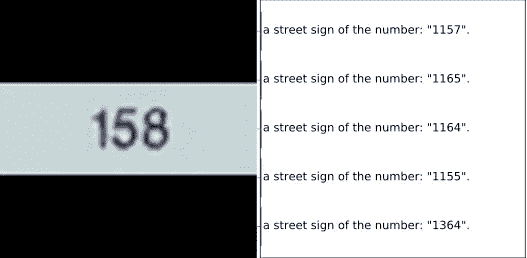 158
a street sign of the number: "1157".
a street sign of the number: "1165".
a street sign of the number: "1164".
a street sign of the number: "1155".
a street sign of the number: "1364".